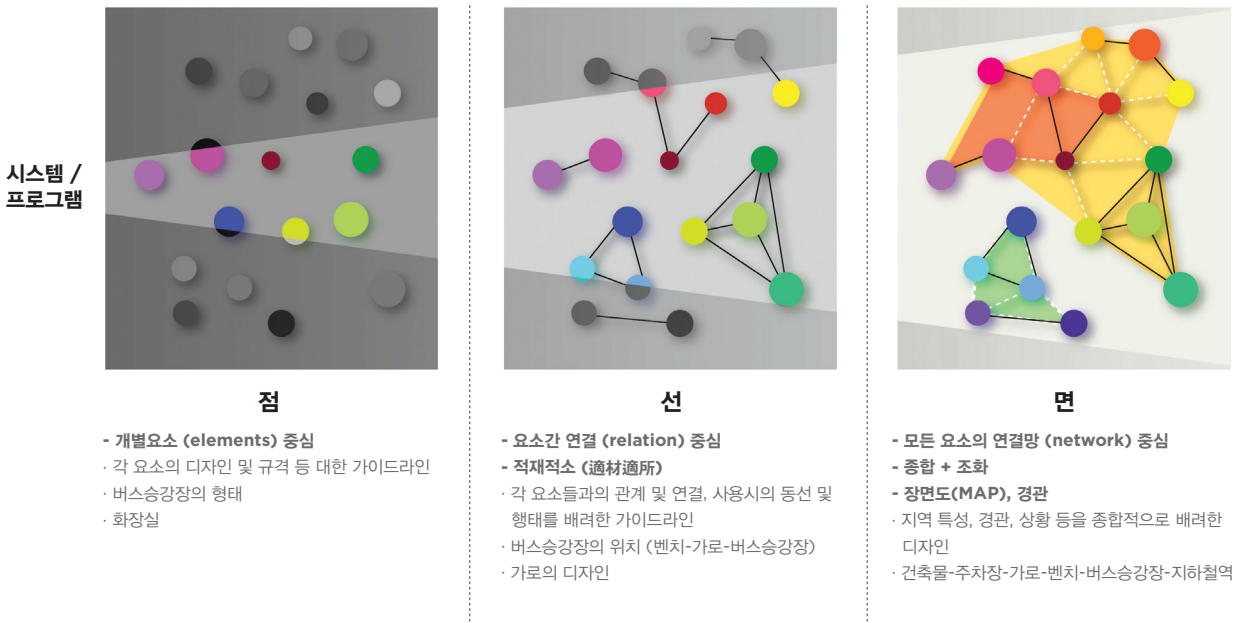 시스템 /
프로그램
점
- 개별요소 (elements) 중심
· 각 요소의 디자인 및 규격 등 대한 가이드라인
· 버스승강장의 형태
· 화장실
선
- 요소간 연결 (relation) 중심
- 적재적소 (適材適所)
· 각 요소들과의 관계 및 연결, 사용시의 동선 및
행태를 배려한 가이드라인
· 버스승강장의 위치 (벤치-가로-버스승강장)
· 가로의 디자인
면
- 모든 요소의 연결망 (network) 중심
- 종합 + 조화
- 장면도(MAP), 경관
· 지역 특성, 경관, 상황 등을 종합적으로 배려한
디자인
· 건축물-주차장-가로-벤치-버스승강장-지하철역